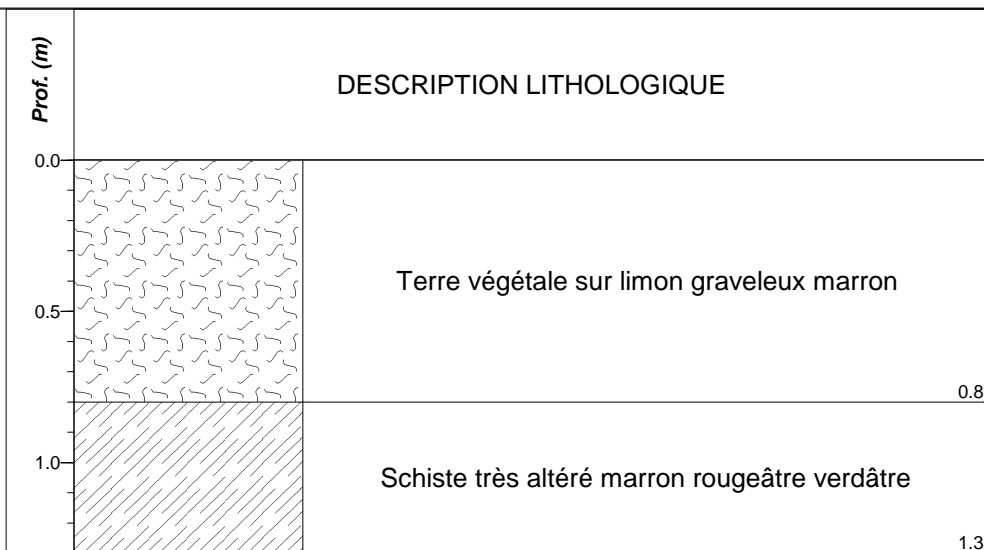 Prof. (m)
DESCRIPTION LITHOLOGIQUE
0.0
Terre végétale sur limon graveleux marron
0.5
0.8
1.0
Schiste très altéré marron rougeâtre verdâtre
1.3